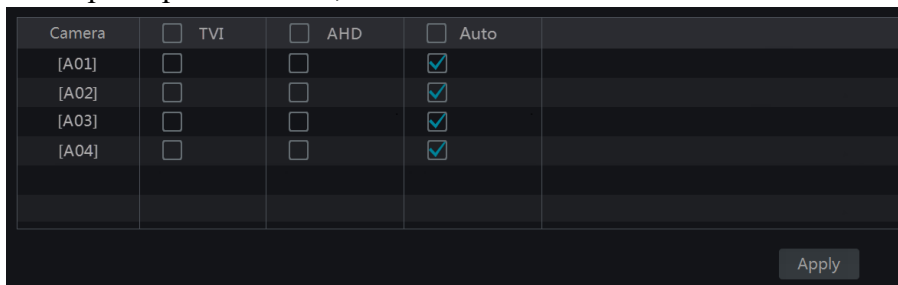 Camera TVI AHD Auto
[A01]
[A02]
[A03]
[A04]
Apply